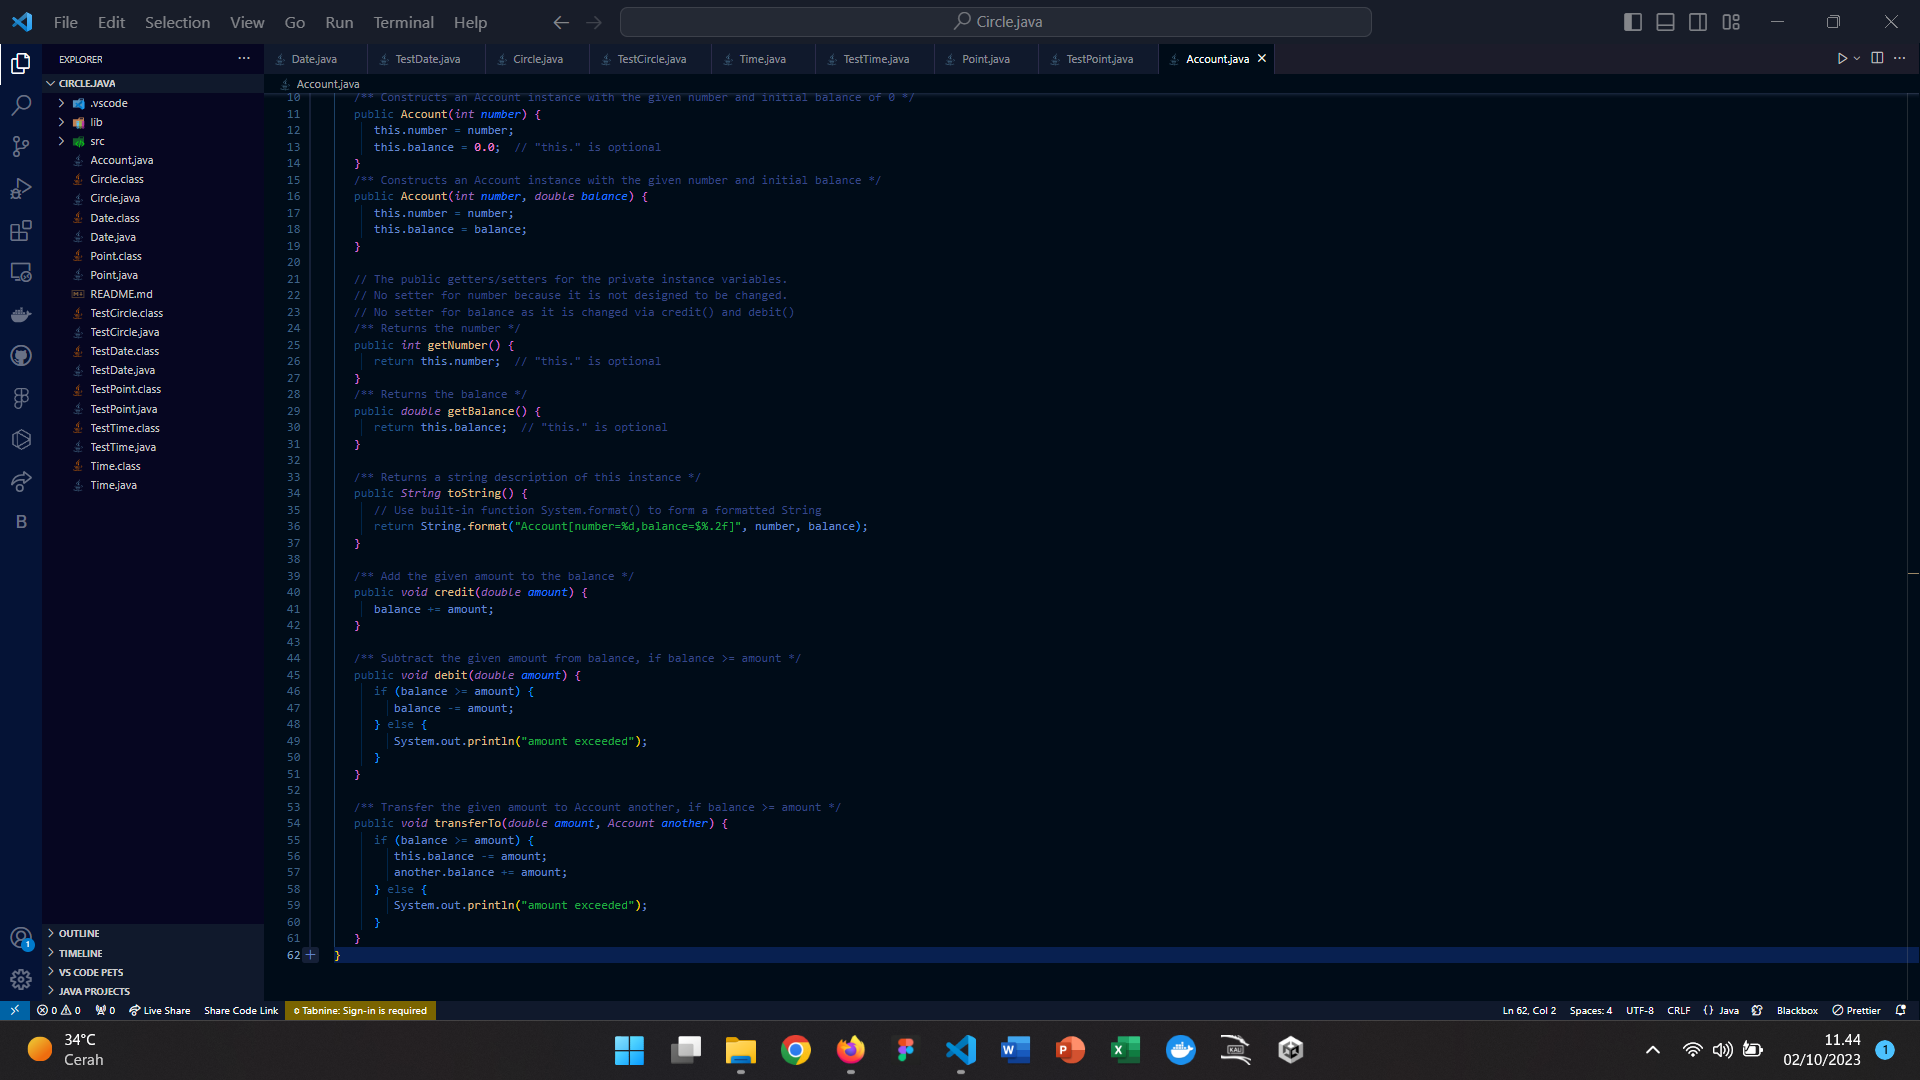 File Edit Selection View Go Run Terminal Help
Circle.java
EXPLORER
Date.java TestDate.java Circle.java TestCircle.java Time.java TestTime.java Point.java TestPoint.java Account.java
CIRCLE.JAVA
.vscode
lib
src
Account.java
Circle.class
Circle.java
Date.class
Date.java
Point.class
Point.java
README.md
TestCircle.class
TestCircle.java
TestDate.class
TestDate.java
TestPoint.class
TestPoint.java
TestTime.class
TestTime.java
Time.class
Time.java
B
OUTLINE
TIMELINE
VS CODE PETS
JAVA PROJECTS
Account.java
10 /** Constructs an Account instance with the given number and initial balance of 0 */
11 public Account(int number) {
12 this.number = number;
13 this.balance = 0.0; // "this." is optional
14 }
15 /** Constructs an Account instance with the given number and initial balance */
16 public Account(int number, double balance) {
17 this.number = number;
18 this.balance = balance;
19 }
20
21 // The public getters/setters for the private instance variables.
22 // No setter for number because it is not designed to be changed.
23 // No setter for balance as it is changed via credit() and debit()
24 /** Returns the number */
25 public int getNumber() {
26 return this.number; // "this." is optional
27 }
28 /** Returns the balance */
29 public double getBalance() {
30 return this.balance; // "this." is optional
31 }
32
33 /** Returns a string description of this instance */
34 public String toString() {
35 // Use built-in function System.format() to form a formatted String
36 return String.format("Account[number=%d,balance=$%.2f]", number, balance);
37 }
38
39 /** Add the given amount to the balance */
40 public void credit(double amount) {
41 balance += amount;
42 }
43
44 /** Subtract the given amount from balance, if balance >= amount */
45 public void debit(double amount) {
46 if (balance >= amount) {
47 balance -= amount;
48 } else {
49 System.out.println("amount exceeded");
50 }
51 }
52
53 /** Transfer the given amount to Account another, if balance >= amount */
54 public void transferTo(double amount, Account another) {
55 if (balance >= amount) {
56 this.balance -= amount;
57 another.balance += amount;
58 } else {
59 System.out.println("amount exceeded");
60 }
61 }
62 }
1
0 0 0 Live Share Share Code Link Tabnine: Sign-in is required Ln 62, Col 2 Spaces: 4 UTF-8 CRLF {} Java Blackbox Prettier
34°C
Cerah
KALI
11.44
02/10/2023
1